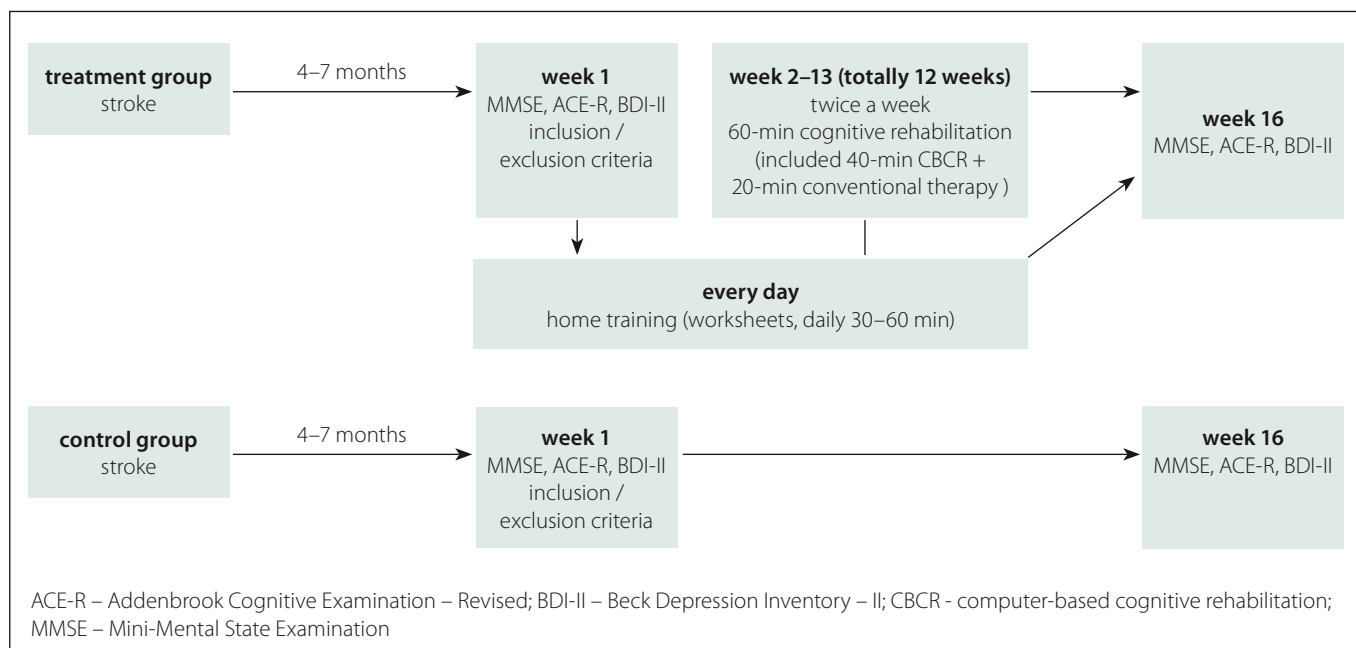 treatment group
stroke
4–7 months
week 1
MMSE, ACE-R, BDI-II
inclusion /
exclusion criteria
week 2–13 (totally 12 weeks)
twice a week
60-min cognitive rehabilitation
(included 40-min CBCR +
20-min conventional therapy )
week 16
MMSE, ACE-R, BDI-II
every day
home training (worksheets, daily 30–60 min)
control group
stroke
4–7 months
week 1
MMSE, ACE-R, BDI-II
inclusion /
exclusion criteria
week 16
MMSE, ACE-R, BDI-II
ACE-R – Addenbrook Cognitive Examination – Revised; BDI-II – Beck Depression Inventory – II; CBCR - computer-based cognitive rehabilitation;
MMSE – Mini-Mental State Examination